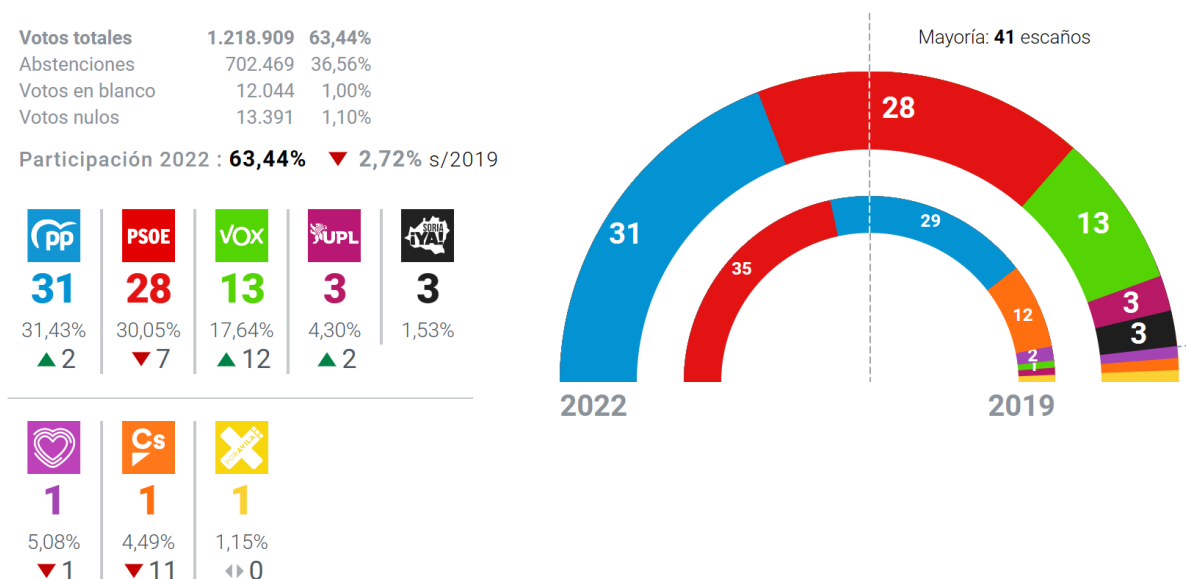 Votos totales 1.218.909 63,44%
Abstenciones 702.469 36,56%
Votos en blanco 12.044 1,00%
Votos nulos 13.391 1,10%
Participación 2022 : 63,44% ▼ 2,72% s/2019
pp PSOE VOX UPL SORIA ¡YA!
31 28 13 3 3
31,43% 30,05% 17,64% 4,30% 1,53%
▲ 2 ▼ 7 ▲ 12 ▲ 2
Cs PORAVILA
1 1 1
5,08% 4,49% 1,15%
▼ 1 ▼ 11 0
Mayoría: 41 escaños
31
28
13
3
3
35
29
12
2
1
2022
2019